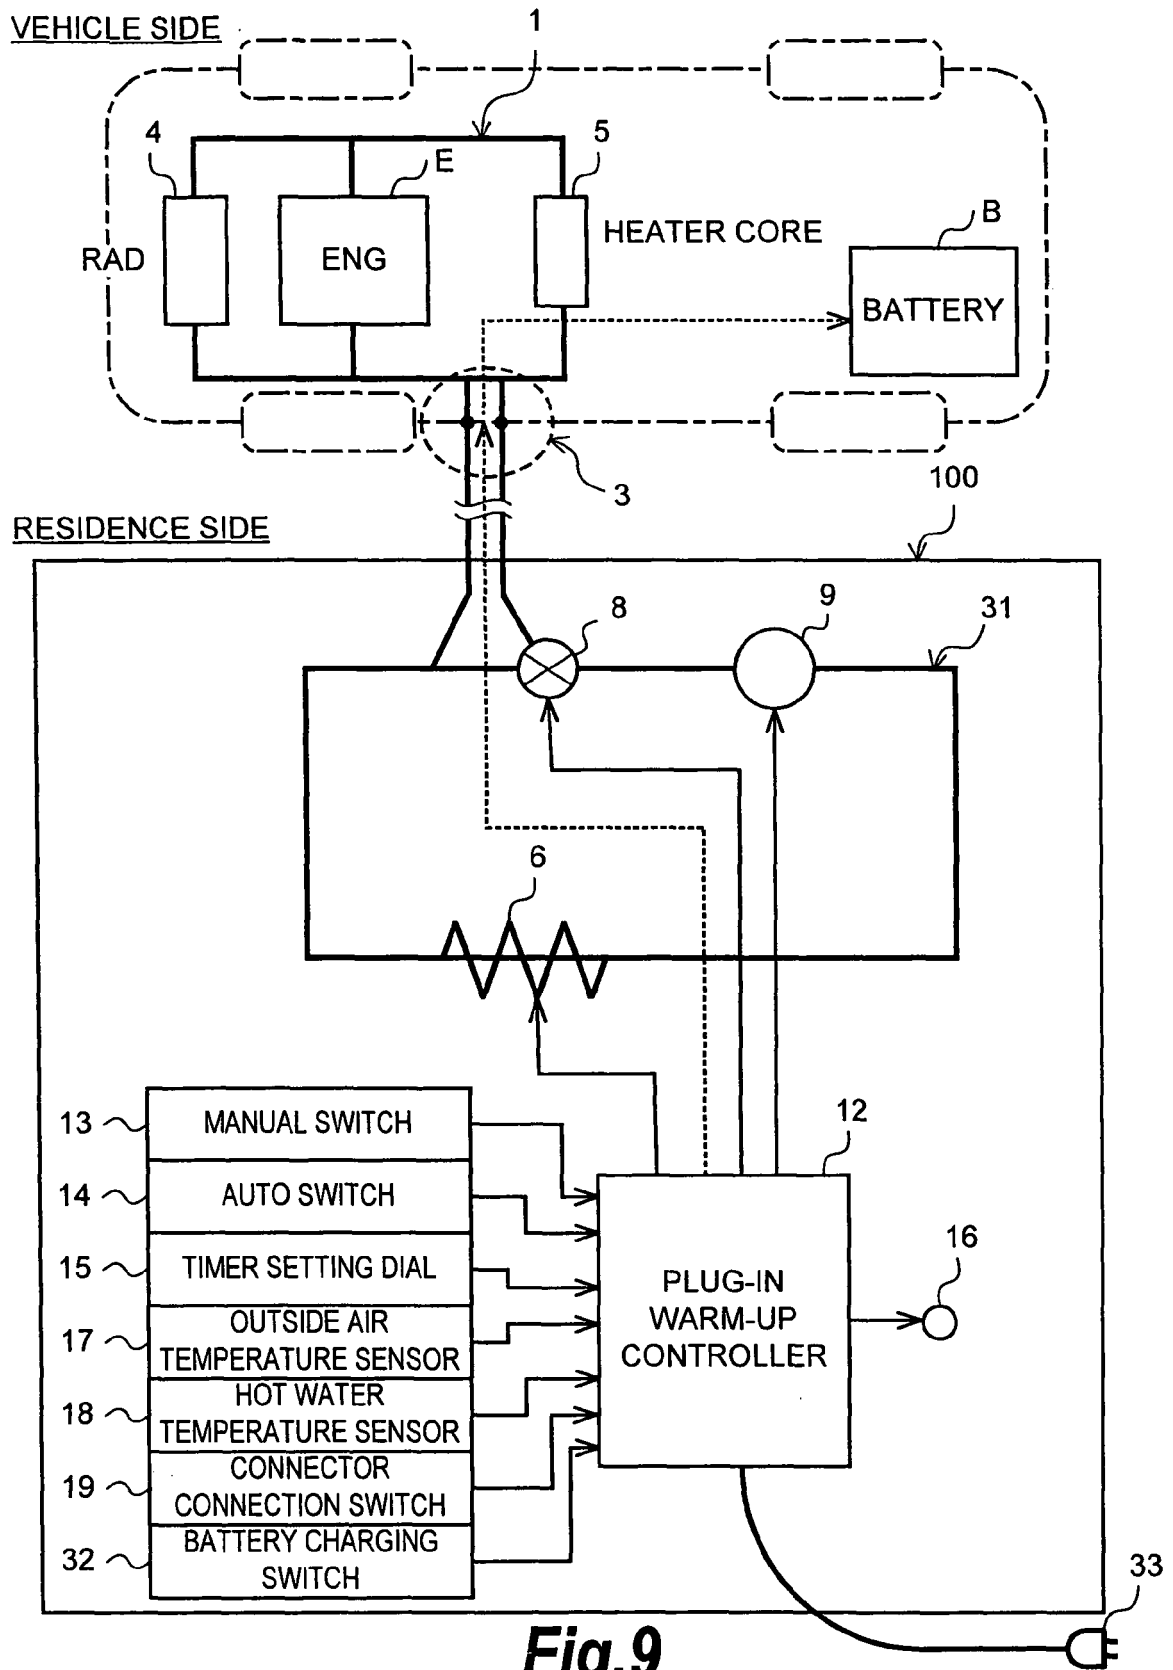 VEHICLE SIDE
1
4
E
5
RAD
ENG
HEATER CORE
B
BATTERY
3
100
RESIDENCE SIDE
8
9
31
6
13
MANUAL SWITCH
12
14
AUTO SWITCH
15
TIMER SETTING DIAL
16
17
OUTSIDE AIR
TEMPERATURE SENSOR
PLUG-IN
WARM-UP
CONTROLLER
18
HOT WATER
TEMPERATURE SENSOR
19
CONNECTOR
CONNECTION SWITCH
32
BATTERY CHARGING
SWITCH
33
Fig.9